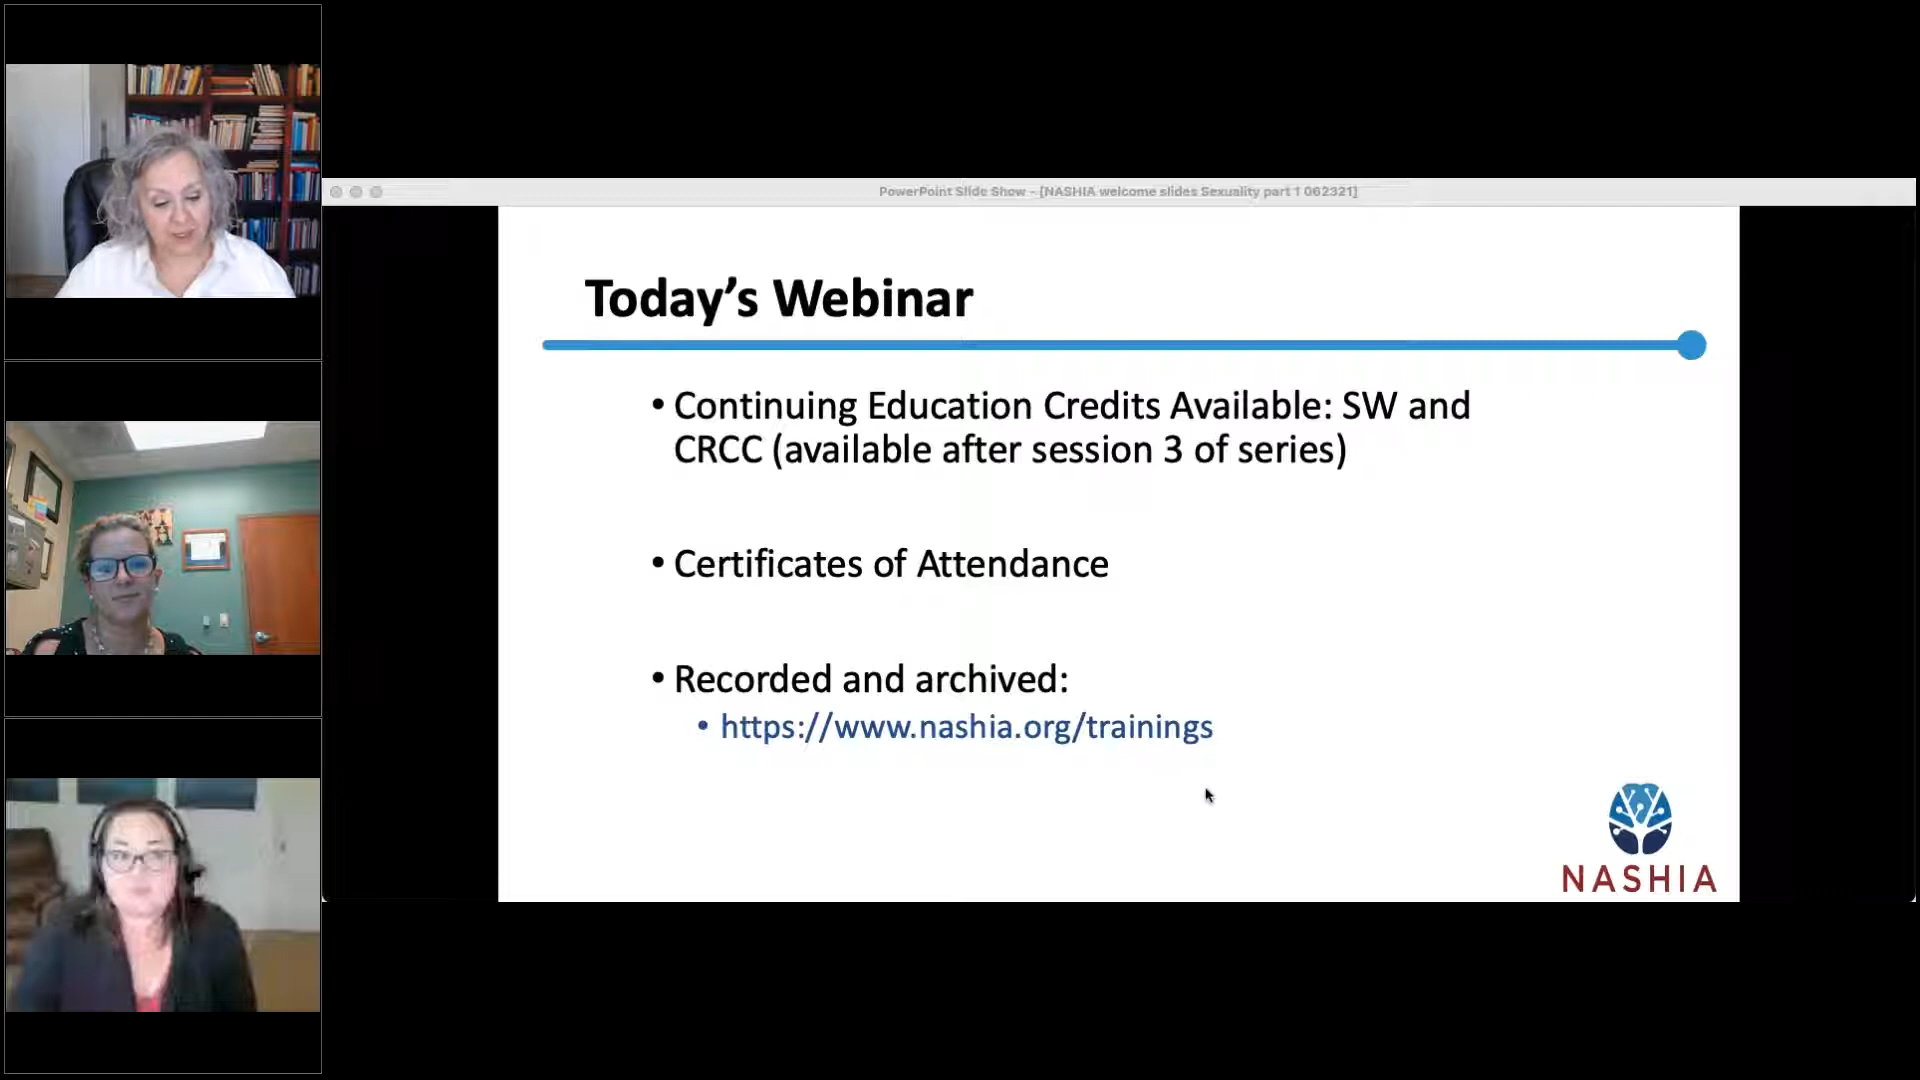 PowerPoint Slide Show - [NASHIA welcome slides Sexuality part 1 062321]
Today’s Webinar
• Continuing Education Credits Available: SW and
CRCC (available after session 3 of series)
• Certificates of Attendance
• Recorded and archived:
• https://www.nashia.org/trainings
NASHIA